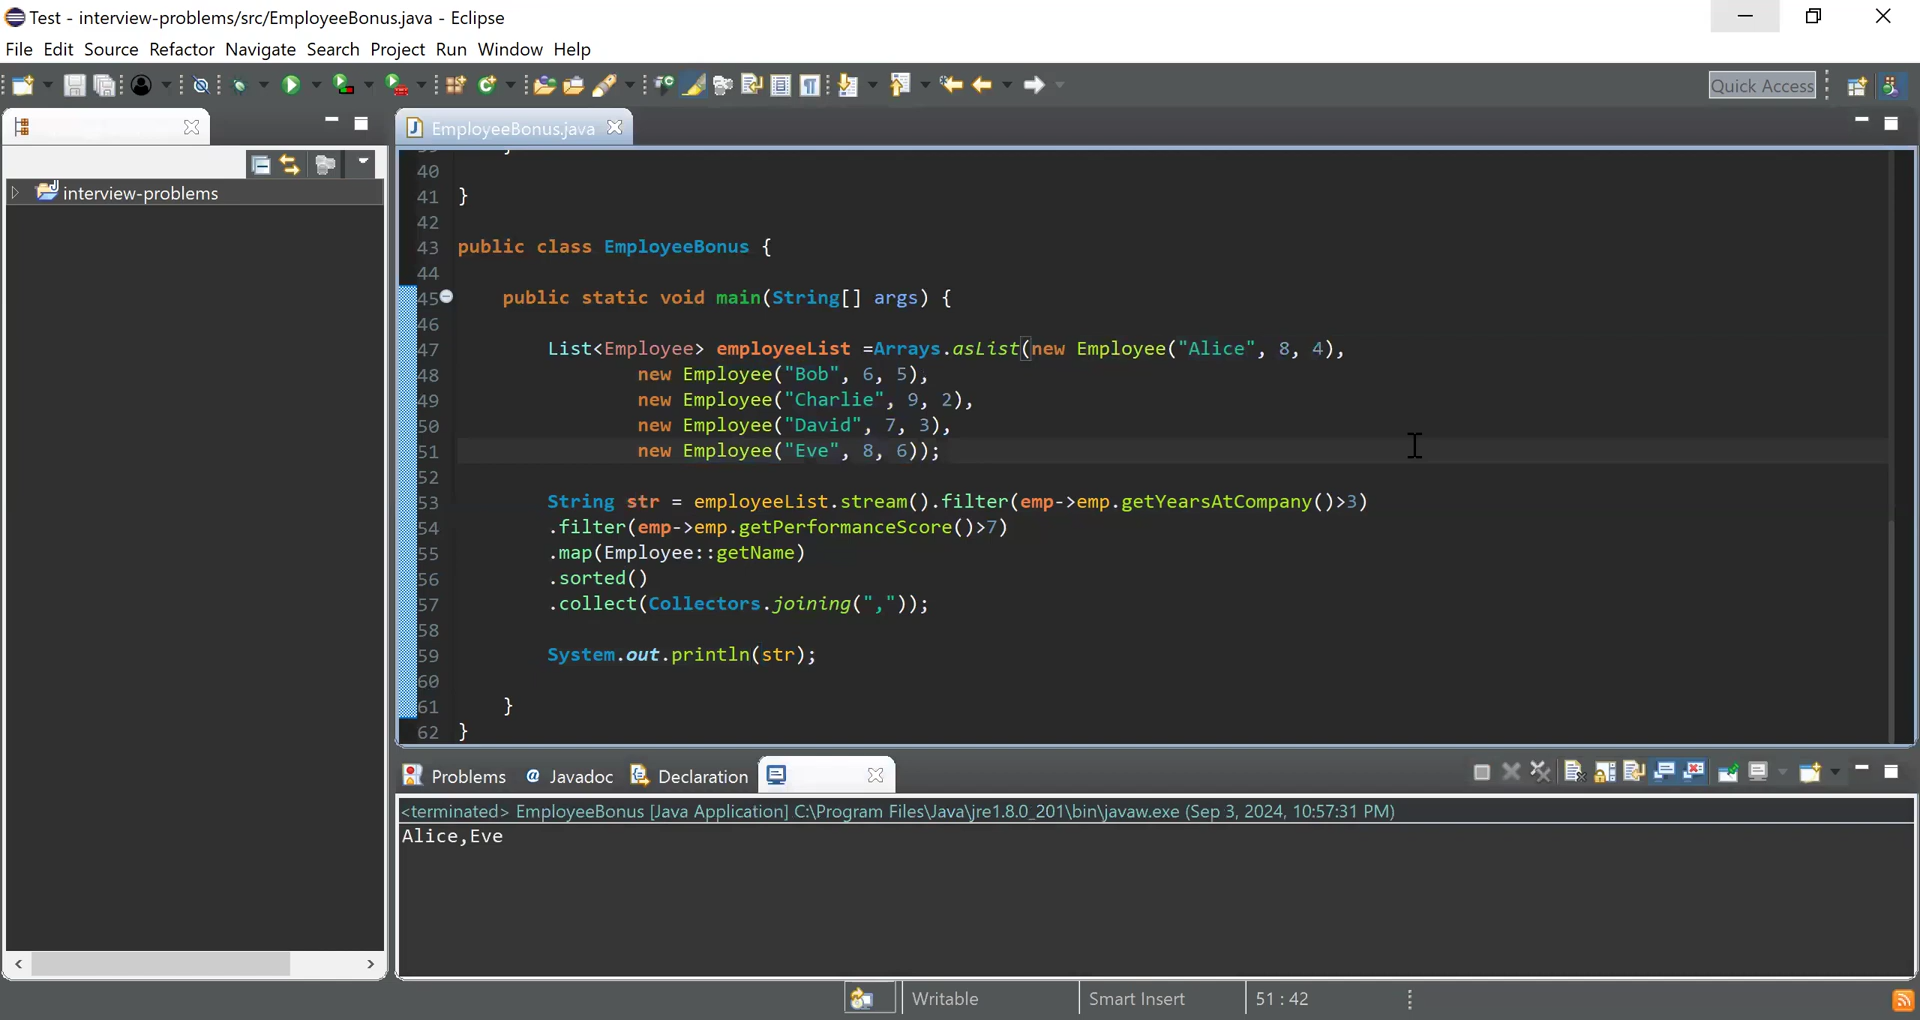 Test - interview-problems/src/EmployeeBonus.java - Eclipse
File Edit Source Refactor Navigate Search Project Run Window Help
Quick Access
EmployeeBonus.java
interview-problems
40
41 }
42
43 public class EmployeeBonus {
44
45 public static void main(String[] args) {
46
47 List<Employee> employeeList =Arrays.asList(new Employee("Alice", 8, 4),
48 new Employee("Bob", 6, 5),
49 new Employee("Charlie", 9, 2),
50 new Employee("David", 7, 3),
51 new Employee("Eve", 8, 6));
52
53 String str = employeeList.stream().filter(emp->emp.getYearsAtCompany()>3)
54 .filter(emp->emp.getPerformanceScore()>7)
55 .map(Employee::getName)
56 .sorted()
57 .collect(Collectors.joining(","));
58
59 System.out.println(str);
60
61 }
62 }
Problems @ Javadoc Declaration
<terminated> EmployeeBonus [Java Application] C:\Program Files\Java\jre1.8.0_201\bin\javaw.exe (Sep 3, 2024, 10:57:31 PM)
Alice,Eve
Writable Smart Insert 51 : 42